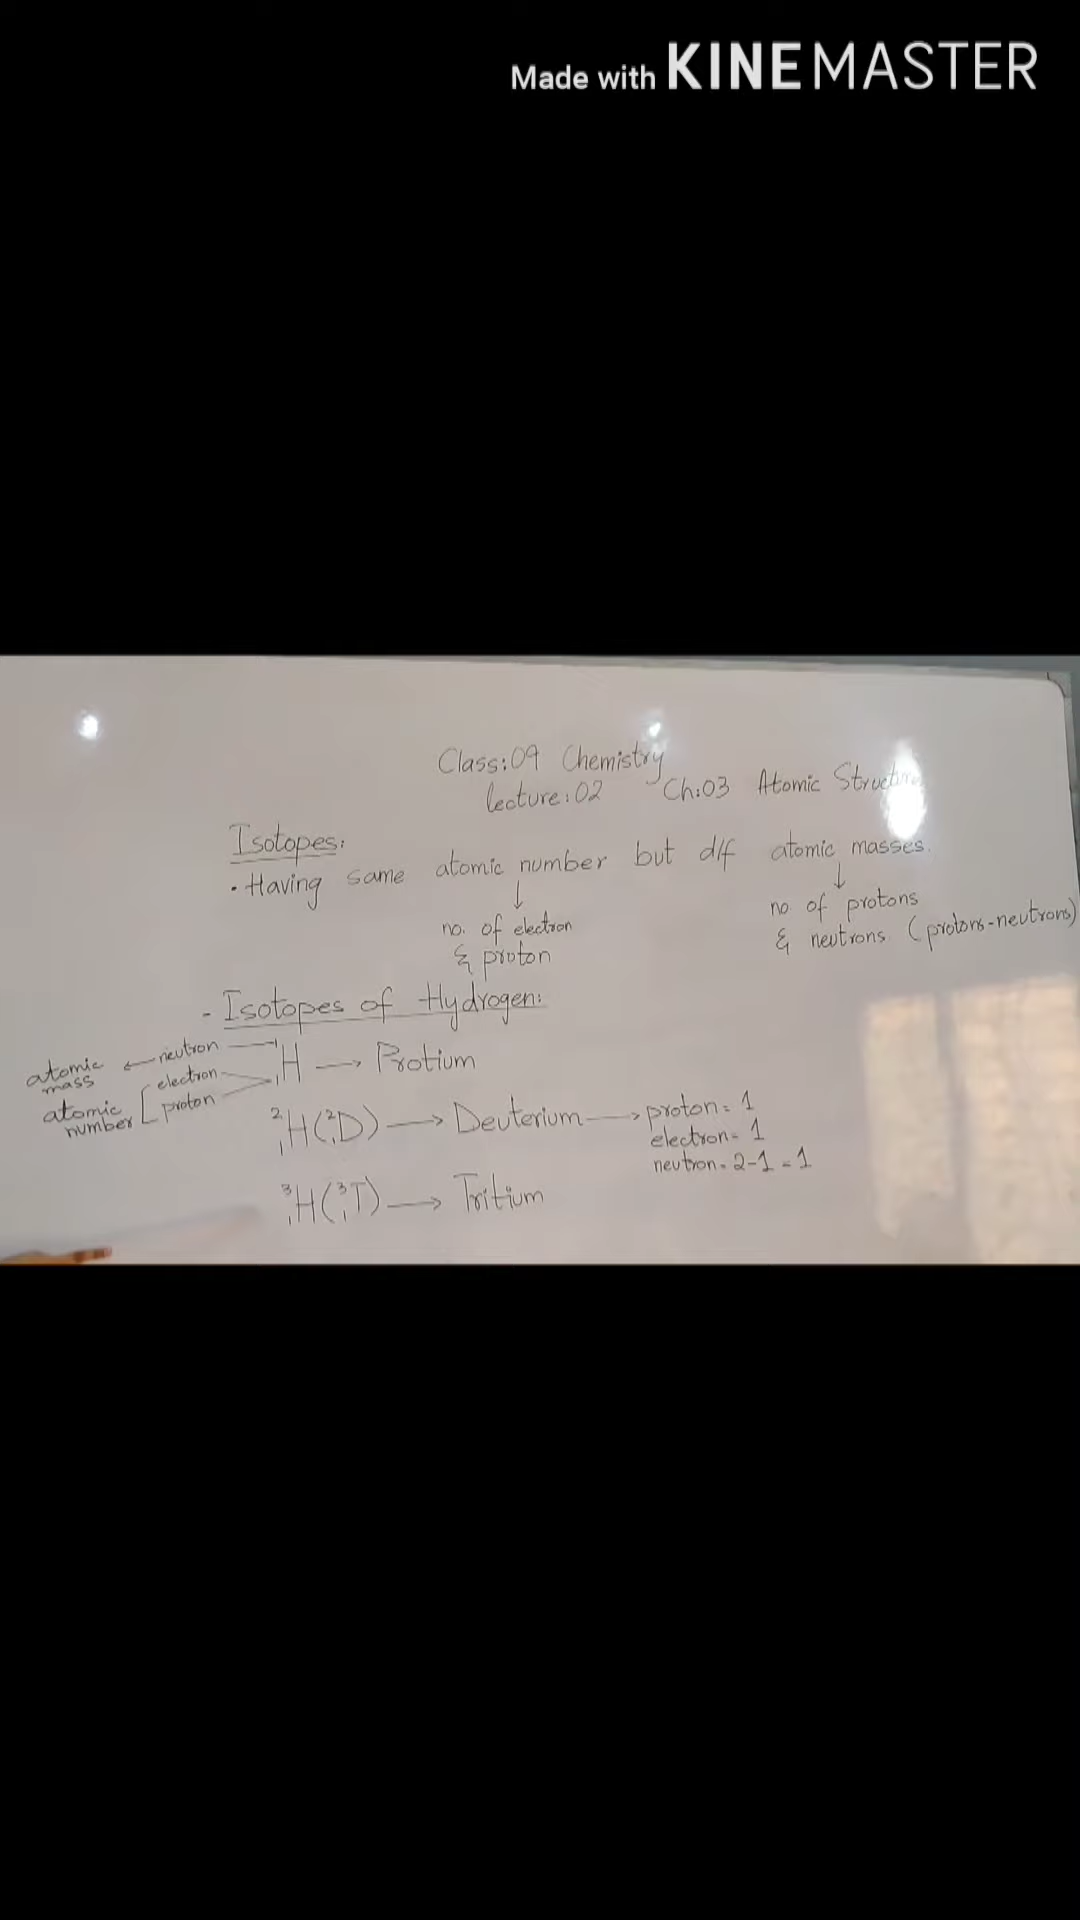 Made with KINEMASTER
Class:09 Chemistry
lecture:02 Ch:03 Atomic Structure
Isotopes:
• Having same atomic number but d/f atomic masses.
↓ ↓
no. of electron no of protons
& proton & neutrons. (protons-neutrons)
- Isotopes of Hydrogen:
atomic mass ← neutron — ¹₁H → Protium
atomic number [ electron proton
²₁H(²₁D) → Deuterium → proton = 1
electron = 1
neutron = 2-1 = 1
³₁H(³₁T) → Tritium